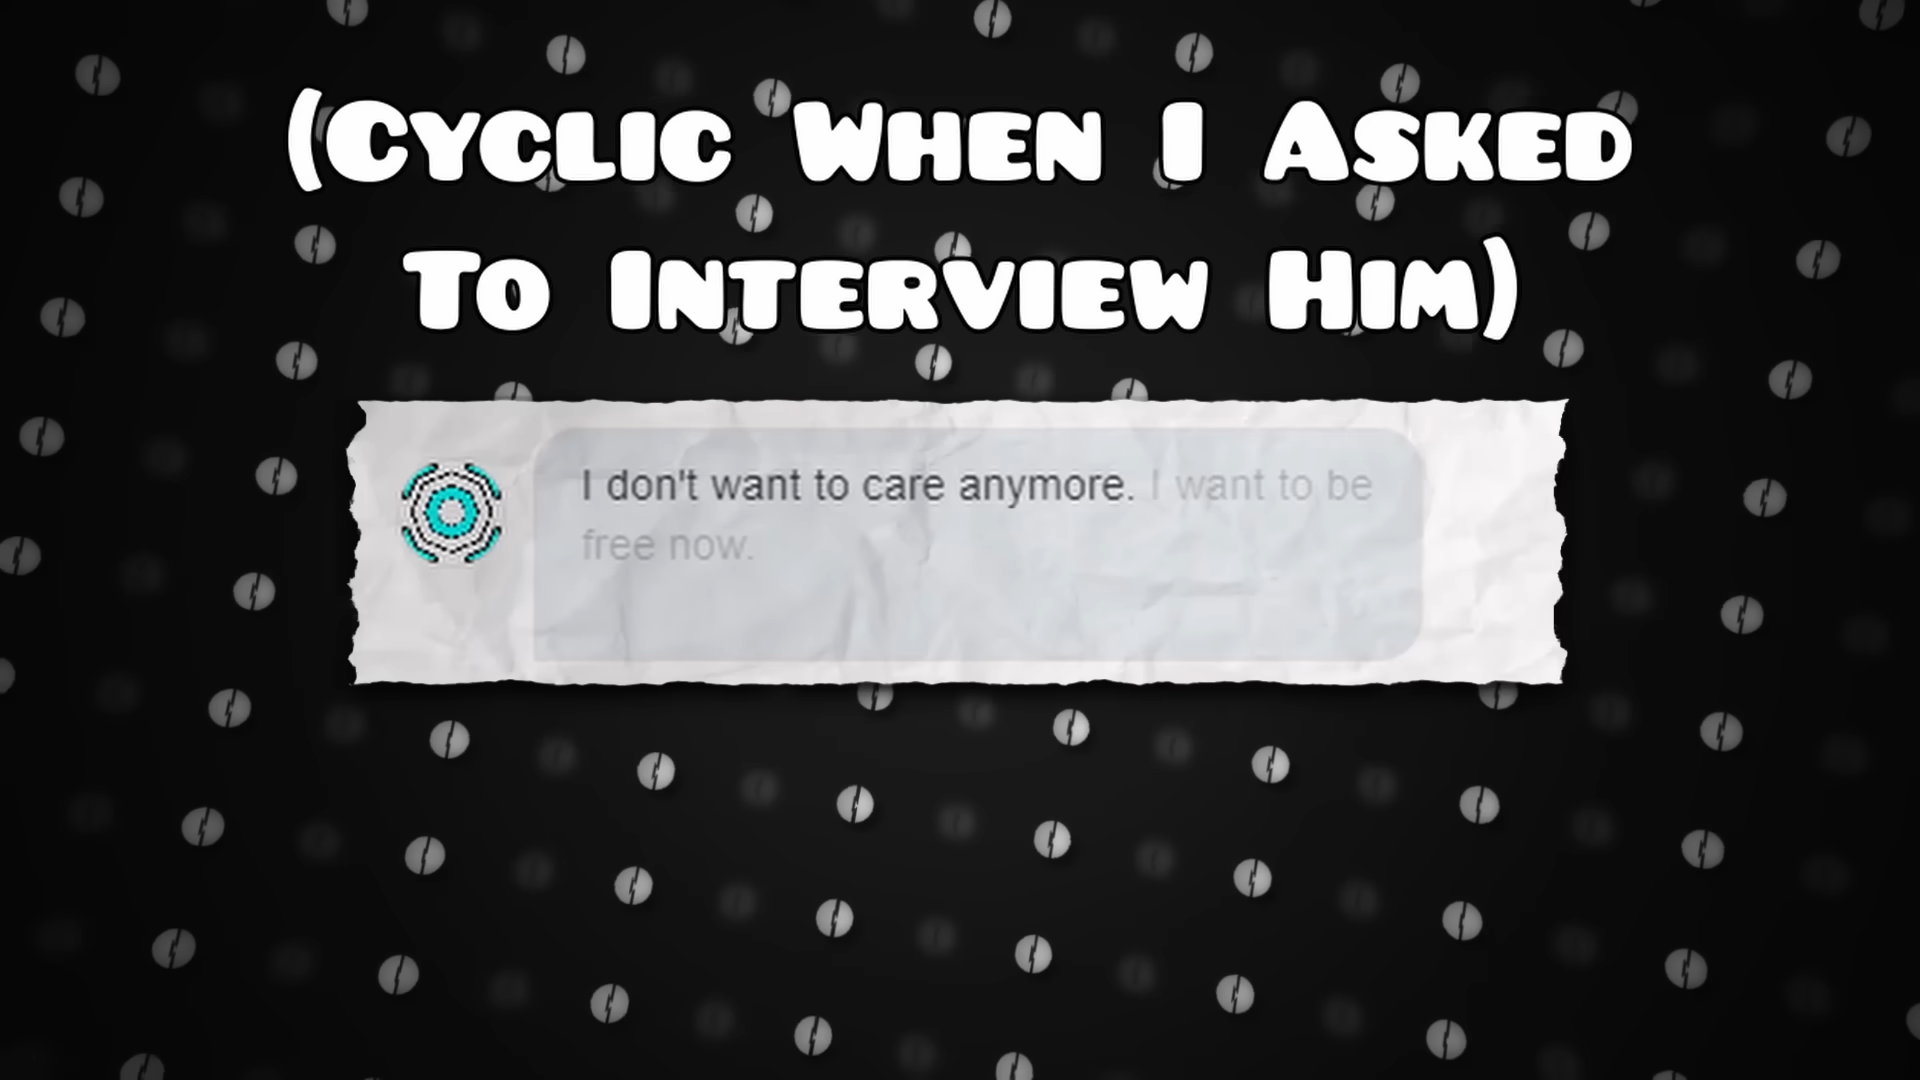 (Cyclic When I Asked
To Interview Him)
I don't want to care anymore. I want to be
free now.